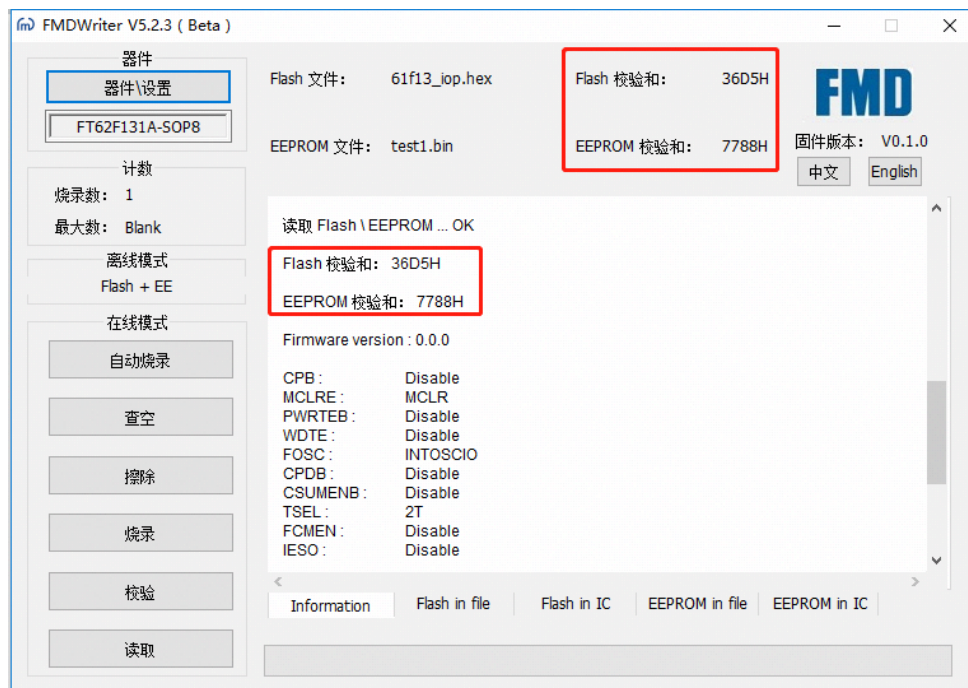 FMDWriter V5.2.3 ( Beta )
器件
器件\设置
FT62F131A-SOP8
计数
烧录数： 1
最大数： Blank
离线模式
Flash + EE
在线模式
自动烧录
查空
擦除
烧录
校验
读取
Flash 文件： 61f13_iop.hex
Flash 校验和： 36D5H
EEPROM 文件： test1.bin
EEPROM 校验和： 7788H
FMD
固件版本： V0.1.0
中文 English
读取 Flash \ EEPROM ... OK
Flash 校验和： 36D5H
EEPROM 校验和： 7788H
Firmware version : 0.0.0
CPB : Disable
MCLRE : MCLR
PWRTEB : Disable
WDTE : Disable
FOSC : INTOSCIO
CPDB : Disable
CSUMENB : Disable
TSEL : 2T
FCMEN : Disable
IESO : Disable
Information Flash in file Flash in IC EEPROM in file EEPROM in IC